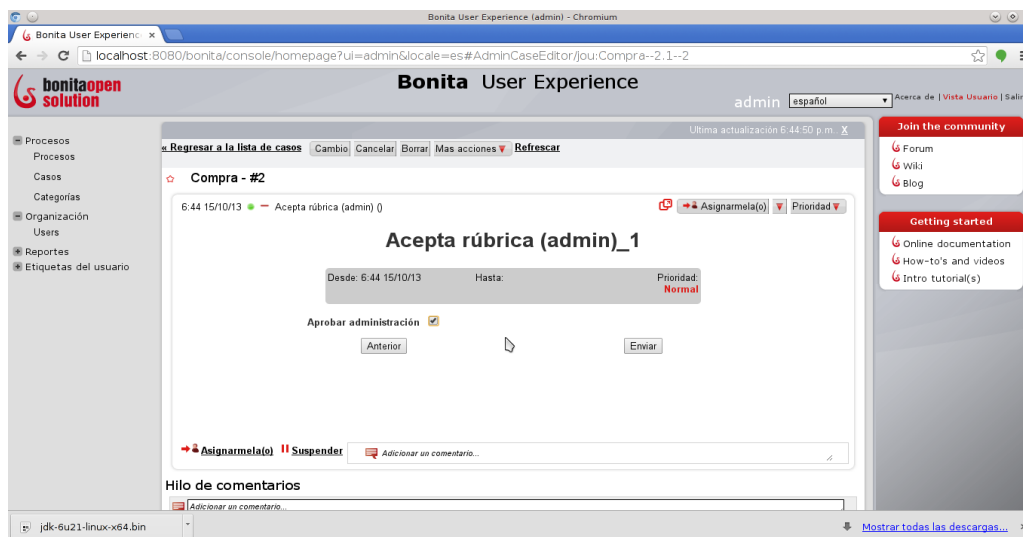 Bonita User Experience (admin) - Chromium
Bonita User Experienc
localhost:8080/bonita/console/homepage?ui=admin&locale=es#AdminCaseEditor/jou:Compra--2.1--2
bonitaopen
solution
Bonita User Experience
admin español Acerca de | Vista Usuario | Salir
Procesos
Procesos
Casos
Categorías
Organización
Users
Reportes
Etiquetas del usuario
Ultima actualización 6:44:50 p.m.. X
« Regresar a la lista de casos Cambio Cancelar Borrar Mas acciones Refrescar
Compra - #2
6:44 15/10/13 Acepta rúbrica (admin) () Asignarmela(o) Prioridad
Acepta rúbrica (admin)_1
Desde: 6:44 15/10/13 Hasta: Prioridad:
Normal
Aprobar administración
Anterior Enviar
Asignarmela(o) Suspender Adicionar un comentario...
Hilo de comentarios
Adicionar un comentario...
Join the community
Forum
Wiki
Blog
Getting started
Online documentation
How-to's and videos
Intro tutorial(s)
jdk-6u21-linux-x64.bin Mostrar todas las descargas...